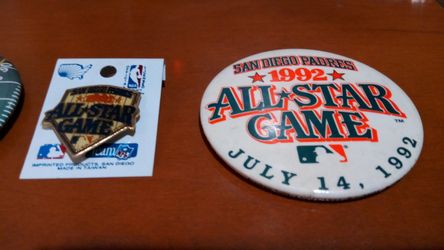 ALL★STAR
GAME
IMPRINTED PRODUCTS, SAN DIEGO
MADE IN TAIWAN
SAN DIEGO PADRES
★ 1992 ★
ALL★STAR
GAME
TM
JULY 14, 1992